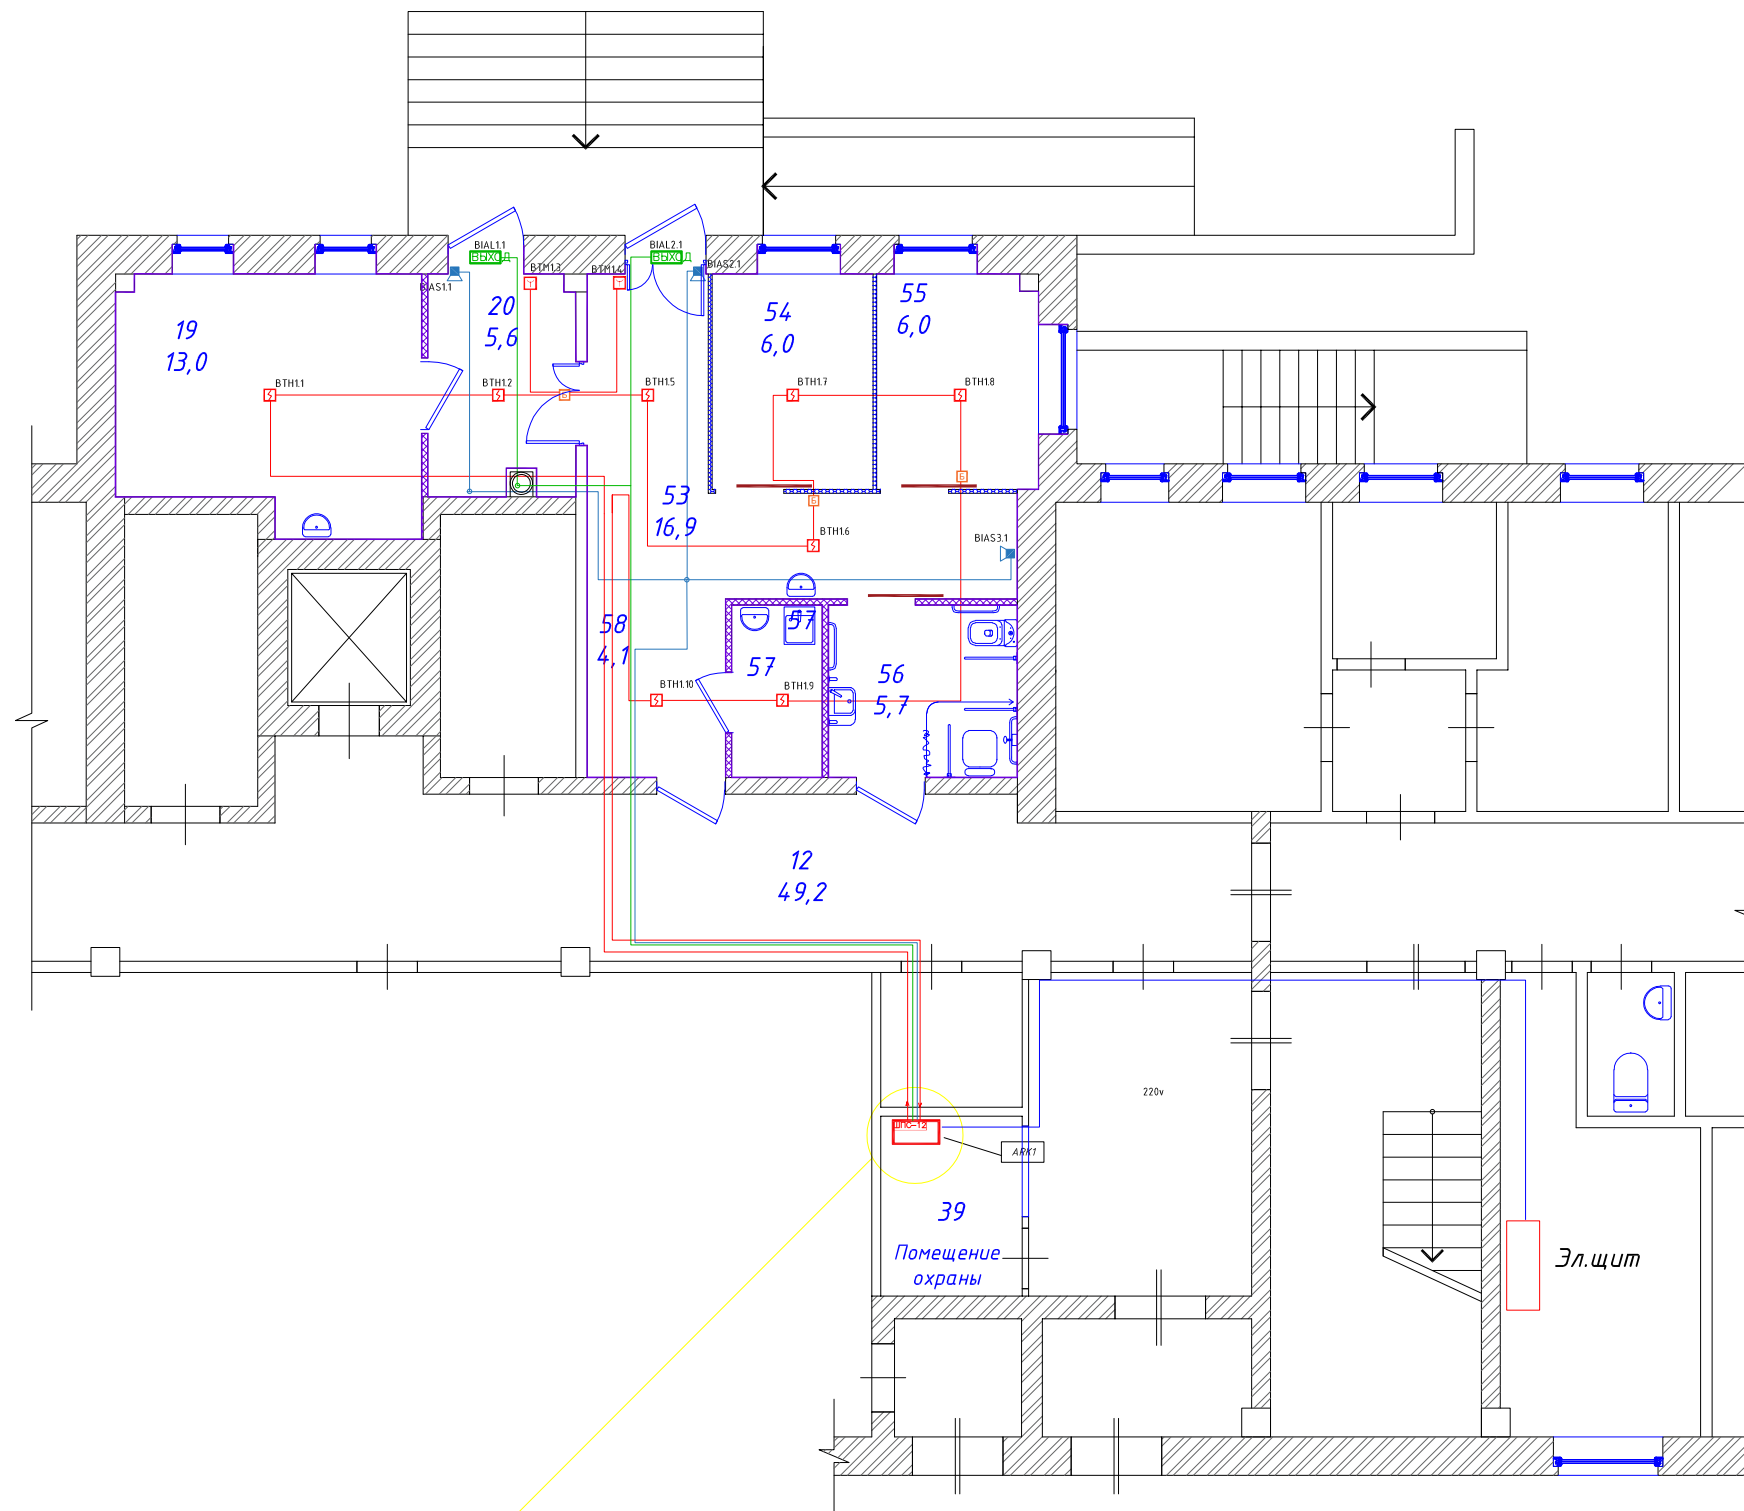 BIAL1.1
ВЫХОД
BIAL2.1
ВЫХОД
BTM1.3
BTM1.4
BIAS2.1
BIAS1.1
20
5,6
54
6,0
55
6,0
19
13,0
BTH1.1
BTH1.2
Б
BTH1.5
BTH1.7
BTH1.8
Б
Б
53
16,9
BTH1.6
BIAS3.1
58
4,1
57
57
56
5,7
BTH1.10
BTH1.9
12
49,2
220v
ШПС-12
ARK1
39
Помещение
охраны
Эл.щит